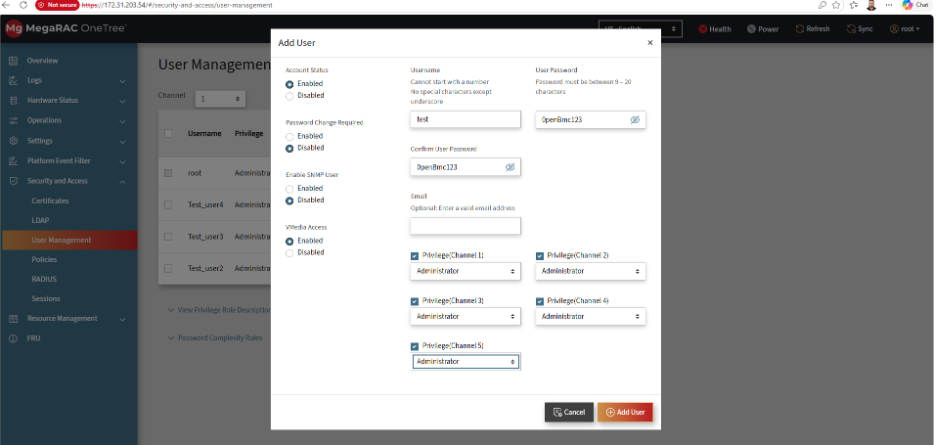 Not secure
https://172.31.203.54/#/security-and-access/user-management
Chat
MegaRAC OneTree
US - English
Health
Power
Refresh
Sync
root
Overview
Logs
Hardware Status
Operations
Settings
Platform Event Filter
Security and Access
Certificates
LDAP
User Management
Policies
RADIUS
Sessions
Resource Management
FRU
User Managemen
Channel
1
Username Privilege
root Administra
Test_user4 Administra
Test_user3 Administra
Test_user2 Administra
View Privilege Role Description
Password Complexity Rules
Add User
×
Account Status
Enabled
Disabled
Password Change Required
Enabled
Disabled
Enable SNMP User
Enabled
Disabled
VMedia Access
Enabled
Disabled
Username
Cannot start with a number
No special characters except
underscore
test
User Password
Password must be between 9 – 20
characters
0penBmc123
Confirm User Password
0penBmc123
Email
Optional: Enter a valid email address
Privilege(Channel 1)
Administrator
Privilege(Channel 2)
Administrator
Privilege(Channel 3)
Administrator
Privilege(Channel 4)
Administrator
Privilege(Channel 5)
Administrator
Cancel
Add User